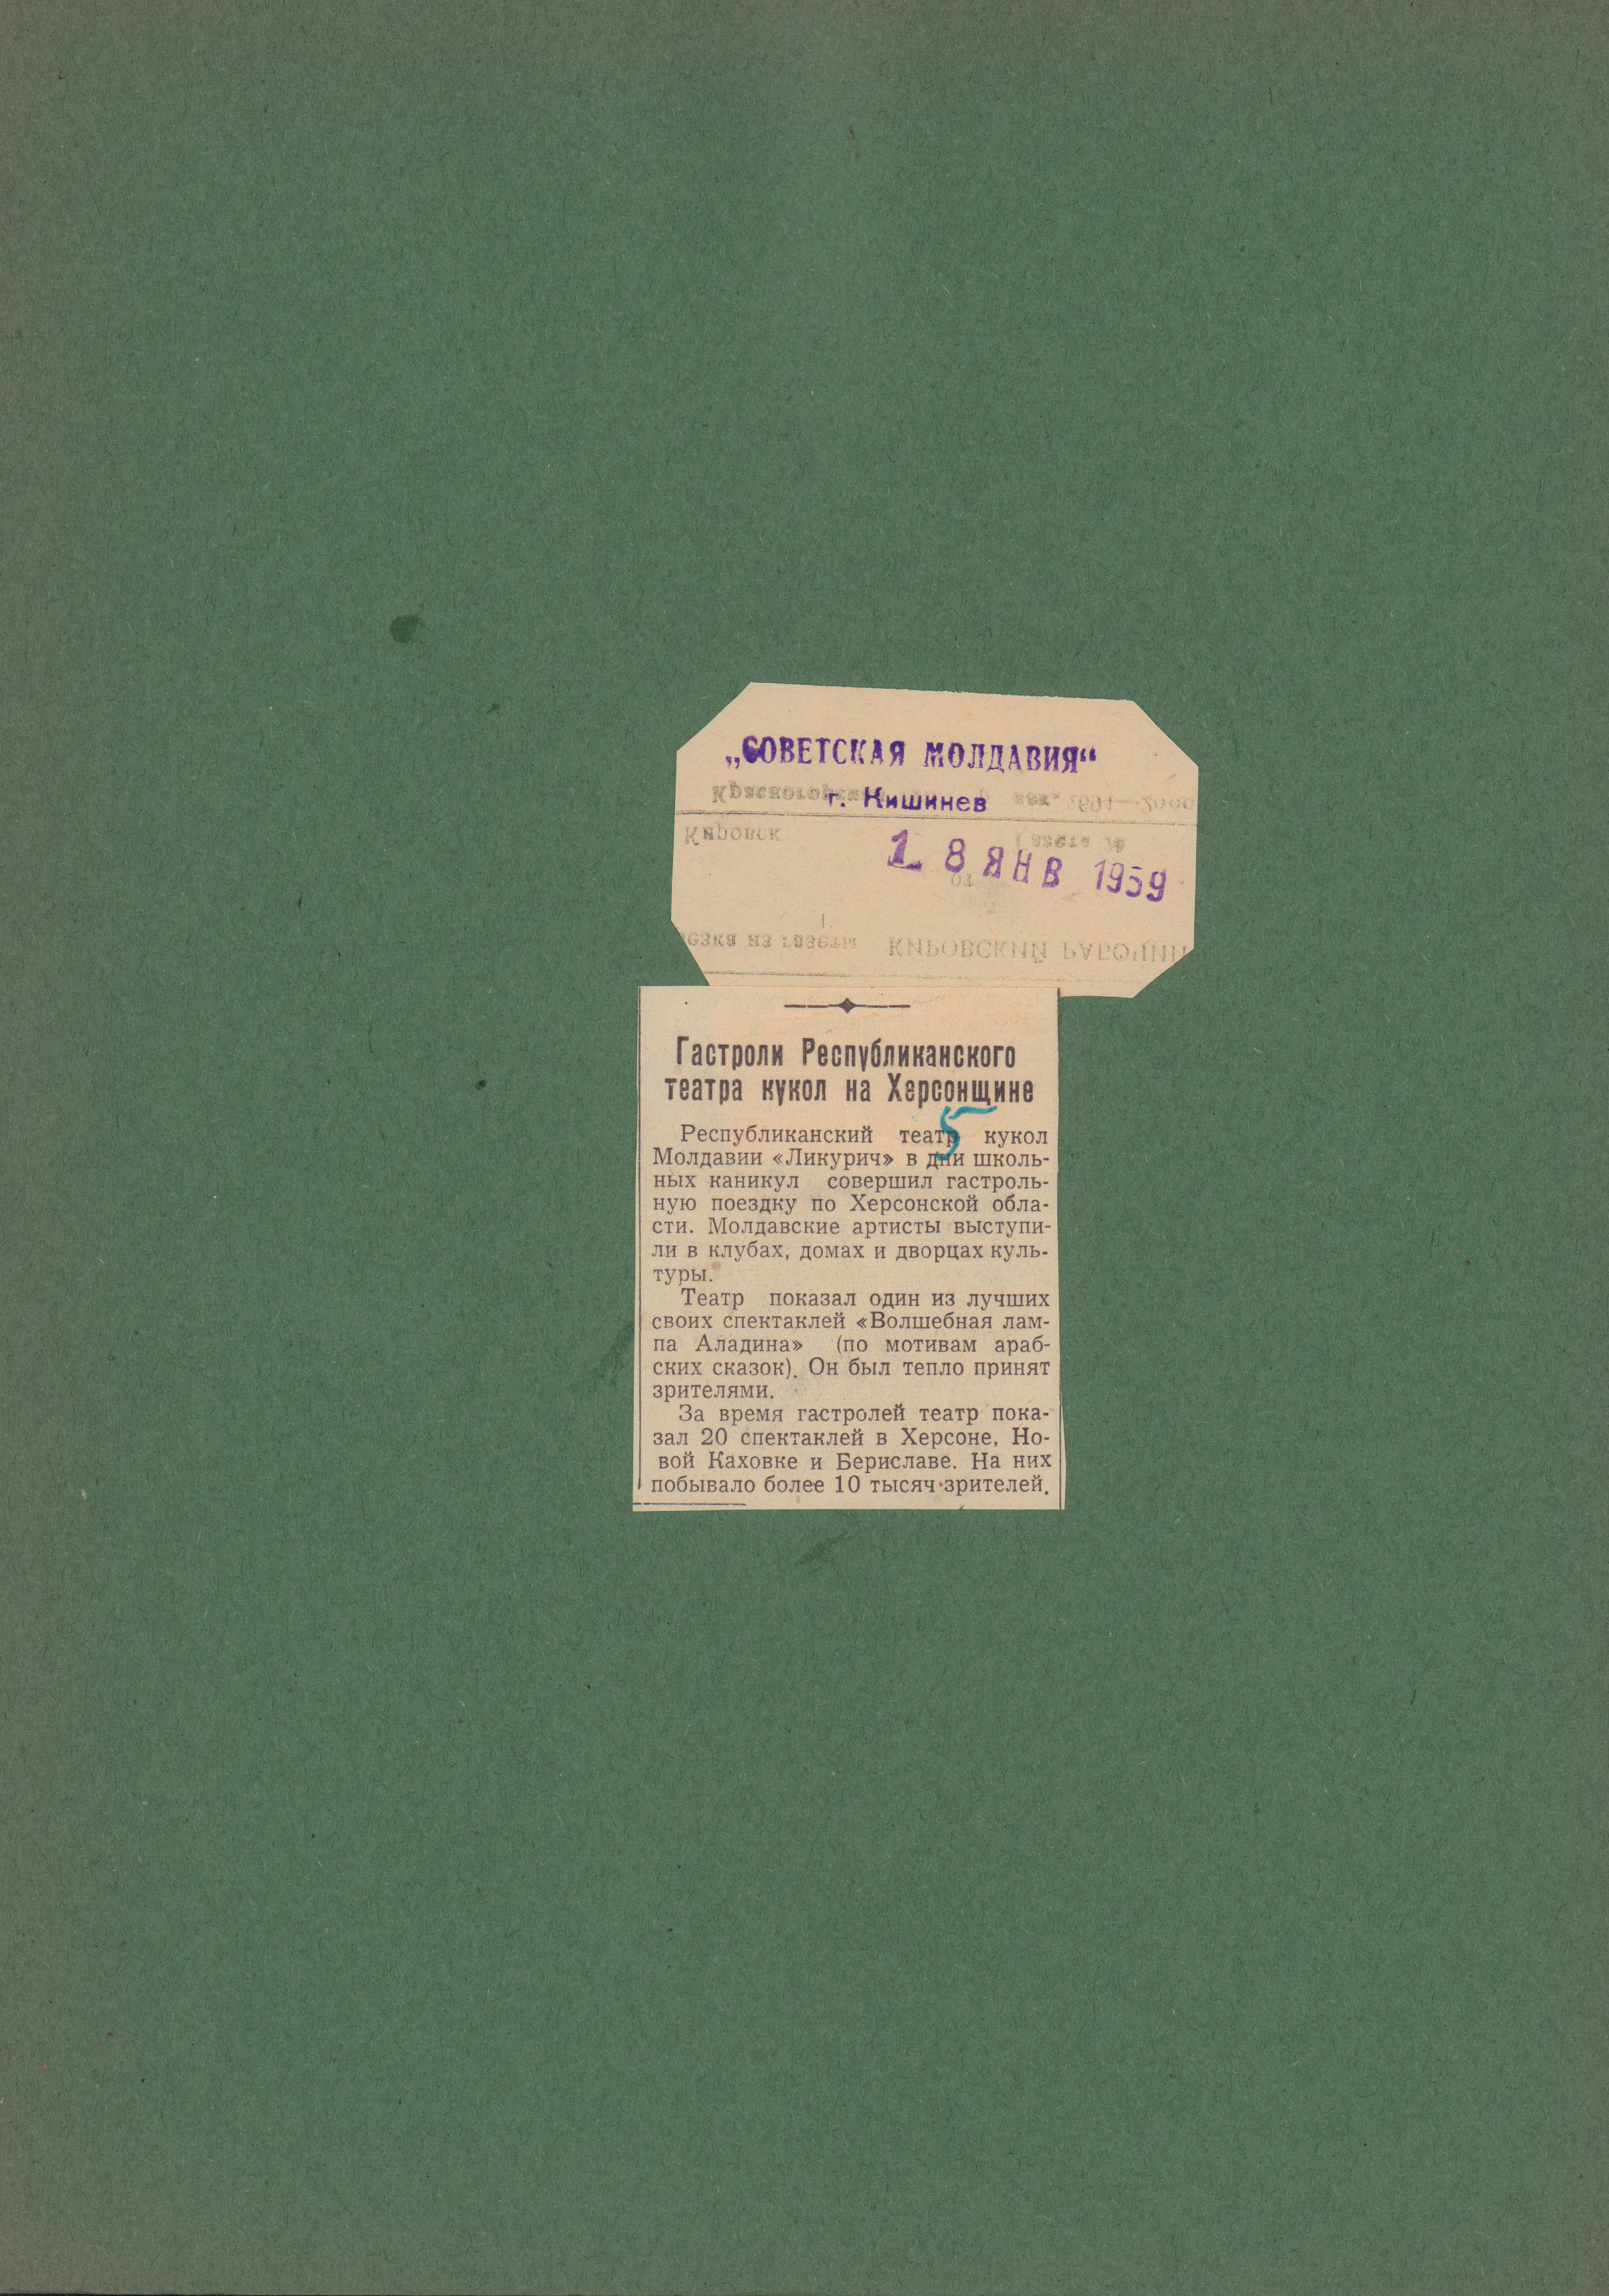 „СОВЕТСКАЯ МОЛДАВИЯ“
г. Кишинев
Кировск
18 ЯНВ 1959
КИРОВСКИЙ РАБОЧИЙ
Гастроли Республиканского
театра кукол на Херсонщине
5
Республиканский театр кукол
Молдавии «Ликурич» в дни школь-
ных каникул совершил гастроль-
ную поездку по Херсонской обла-
сти. Молдавские артисты выступи-
ли в клубах, домах и дворцах куль-
туры.
Театр показал один из лучших
своих спектаклей «Волшебная лам-
па Аладина» (по мотивам араб-
ских сказок). Он был тепло принят
зрителями.
За время гастролей театр пока-
зал 20 спектаклей в Херсоне, Но-
вой Каховке и Бериславе. На них
побывало более 10 тысяч зрителей.